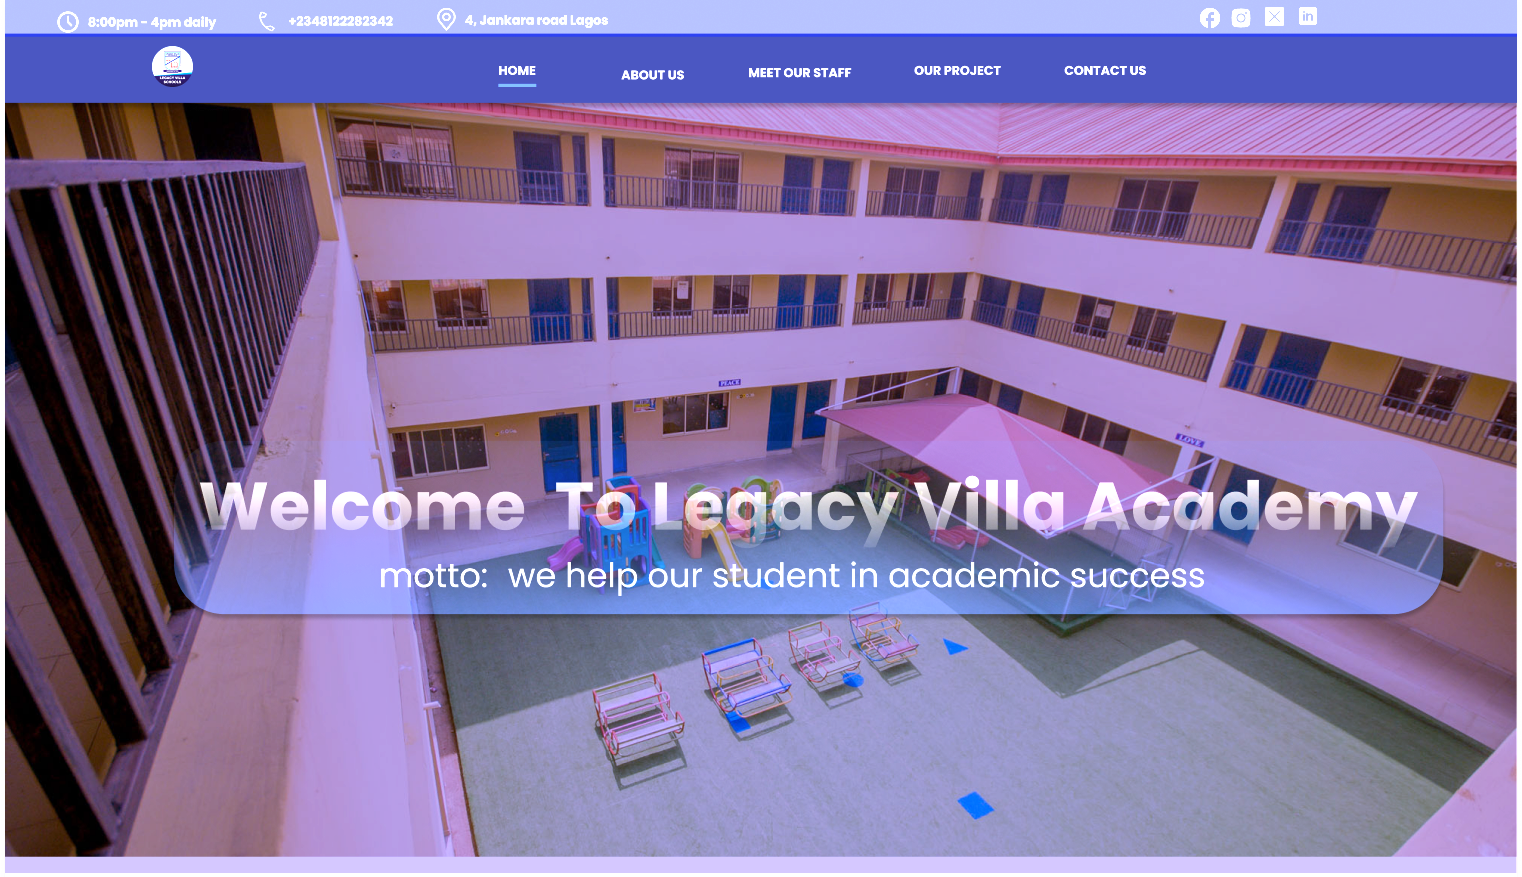 8:00pm - 4pm daily
+2348122282342
4, Jankara road Lagos
LEGACY VILLA
SCHOOLS
HOME
ABOUT US
MEET OUR STAFF
OUR PROJECT
CONTACT US
PEACE
LOVE
Welcome To Legacy Villa Academy
motto: we help our student in academic success